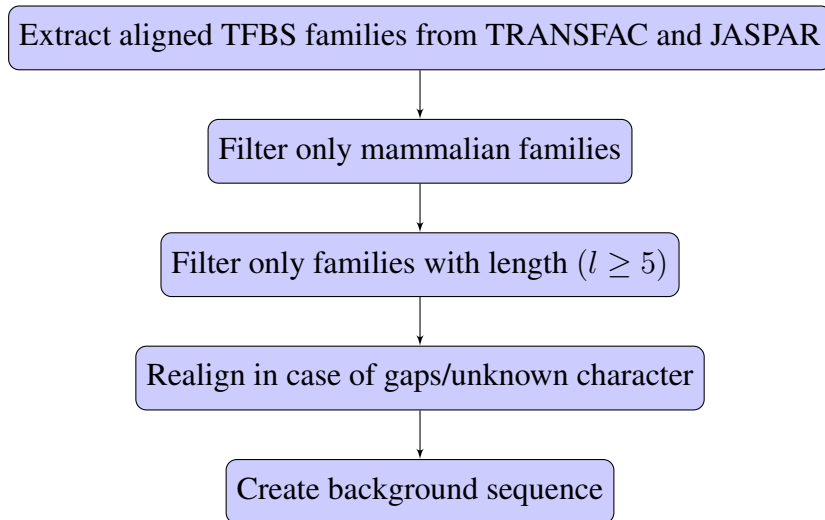 Extract aligned TFBS families from TRANSFAC and JASPAR
Filter only mammalian families
Filter only families with length (l ≥ 5)
Realign in case of gaps/unknown character
Create background sequence